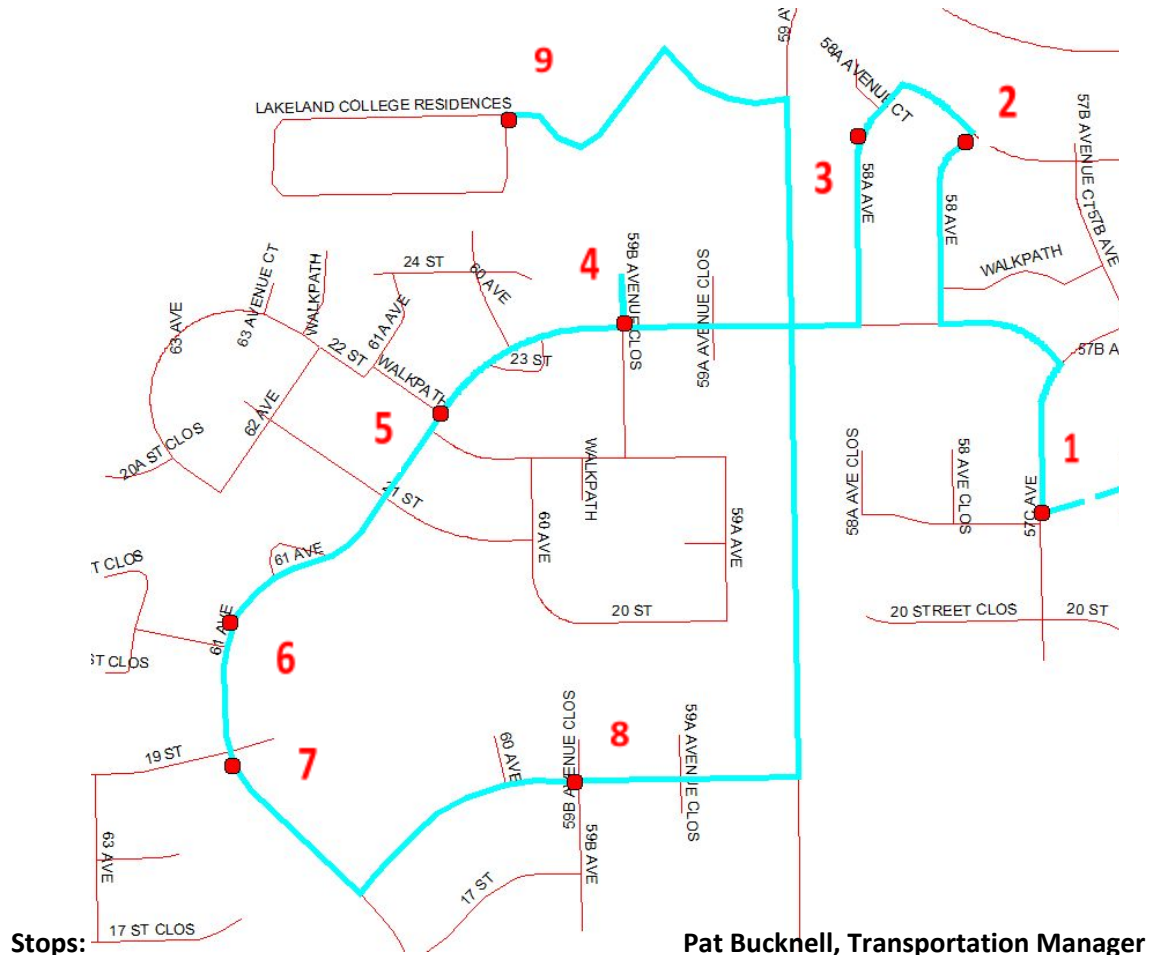 59 A
9
58A AVENUE CT
2
LAKELAND COLLEGE RESIDENCES
57B AVENUE CT
3
58A AVE
58 AVE
57B AVE
WALKPATH
4
24 ST
60 AVE
59B AVENUE CLOS
59A AVENUE CLOS
63 AVENUE CT
WALKPATH
61A AVE
63 AVE
22 ST
23 ST
WALKPATH
57B A
62 AVE
5
20A ST CLOS
WALKPATH
58A AVE CLOS
58 AVE CLOS
1
57C AVE
21 ST
60 AVE
59A AVE
61 AVE
T CLOS
20 ST
20 STREET CLOS
20 ST
61 AVE
6
ST CLOS
59B AVENUE CLOS
59A AVENUE CLOS
8
60 AVE
19 ST
7
63 AVE
59B AVE
17 ST
17 ST CLOS
Stops:
Pat Bucknell, Transportation Manager